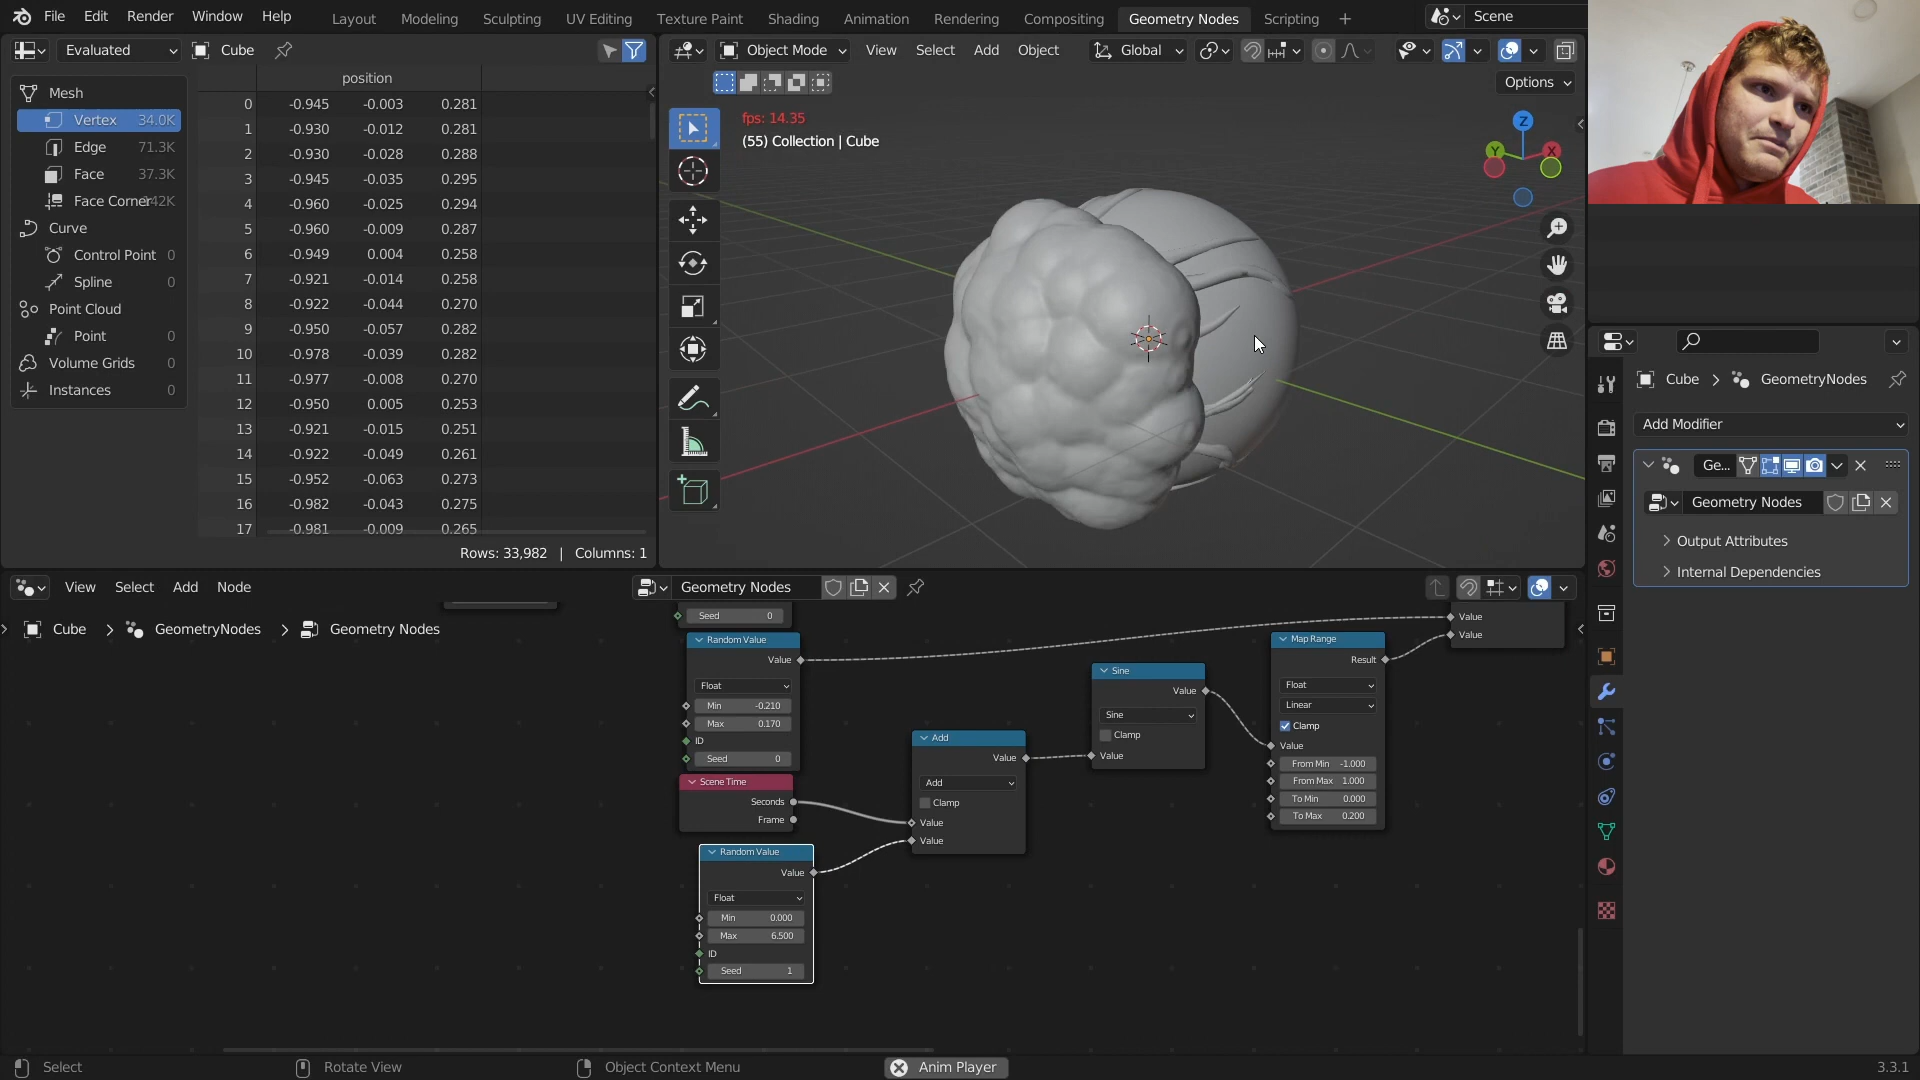 File Edit Render Window Help Layout Modeling Sculpting UV Editing Texture Paint Shading Animation Rendering Compositing Geometry Nodes Scripting + Scene
Evaluated Cube
Object Mode View Select Add Object Global
Options
position
Mesh
Vertex 34.0K
Edge 71.3K
Face 37.3K
Face Corner 42K
Curve
Control Point 0
Spline 0
Point Cloud
Point 0
Volume Grids 0
Instances 0
0 -0.945 -0.003 0.281
1 -0.930 -0.012 0.281
2 -0.930 -0.028 0.288
3 -0.945 -0.035 0.295
4 -0.960 -0.025 0.294
5 -0.960 -0.009 0.287
6 -0.949 0.004 0.258
7 -0.921 -0.014 0.258
8 -0.922 -0.044 0.270
9 -0.950 -0.057 0.282
10 -0.978 -0.039 0.282
11 -0.977 -0.008 0.270
12 -0.950 0.005 0.253
13 -0.921 -0.015 0.251
14 -0.922 -0.049 0.261
15 -0.952 -0.063 0.273
16 -0.982 -0.043 0.275
17 -0.981 -0.009 0.265
Rows: 33,982 | Columns: 1
fps: 14.35
(55) Collection | Cube
Z
Y
X
Cube > GeometryNodes
Add Modifier
Ge...
Geometry Nodes
> Output Attributes
> Internal Dependencies
View Select Add Node
Geometry Nodes
Cube > GeometryNodes > Geometry Nodes
Seed 0
Random Value
Value
Float
Min -0.210
Max 0.170
ID
Seed 0
Scene Time
Seconds
Frame
Random Value
Value
Float
Min 0.000
Max 6.500
ID
Seed 1
Add
Value
Add
Clamp
Value
Value
Sine
Value
Sine
Clamp
Value
Map Range
Result
Float
Linear
Clamp
Value
From Min -1.000
From Max 1.000
To Min 0.000
To Max 0.200
Value
Value
Select Rotate View Object Context Menu Anim Player 3.3.1